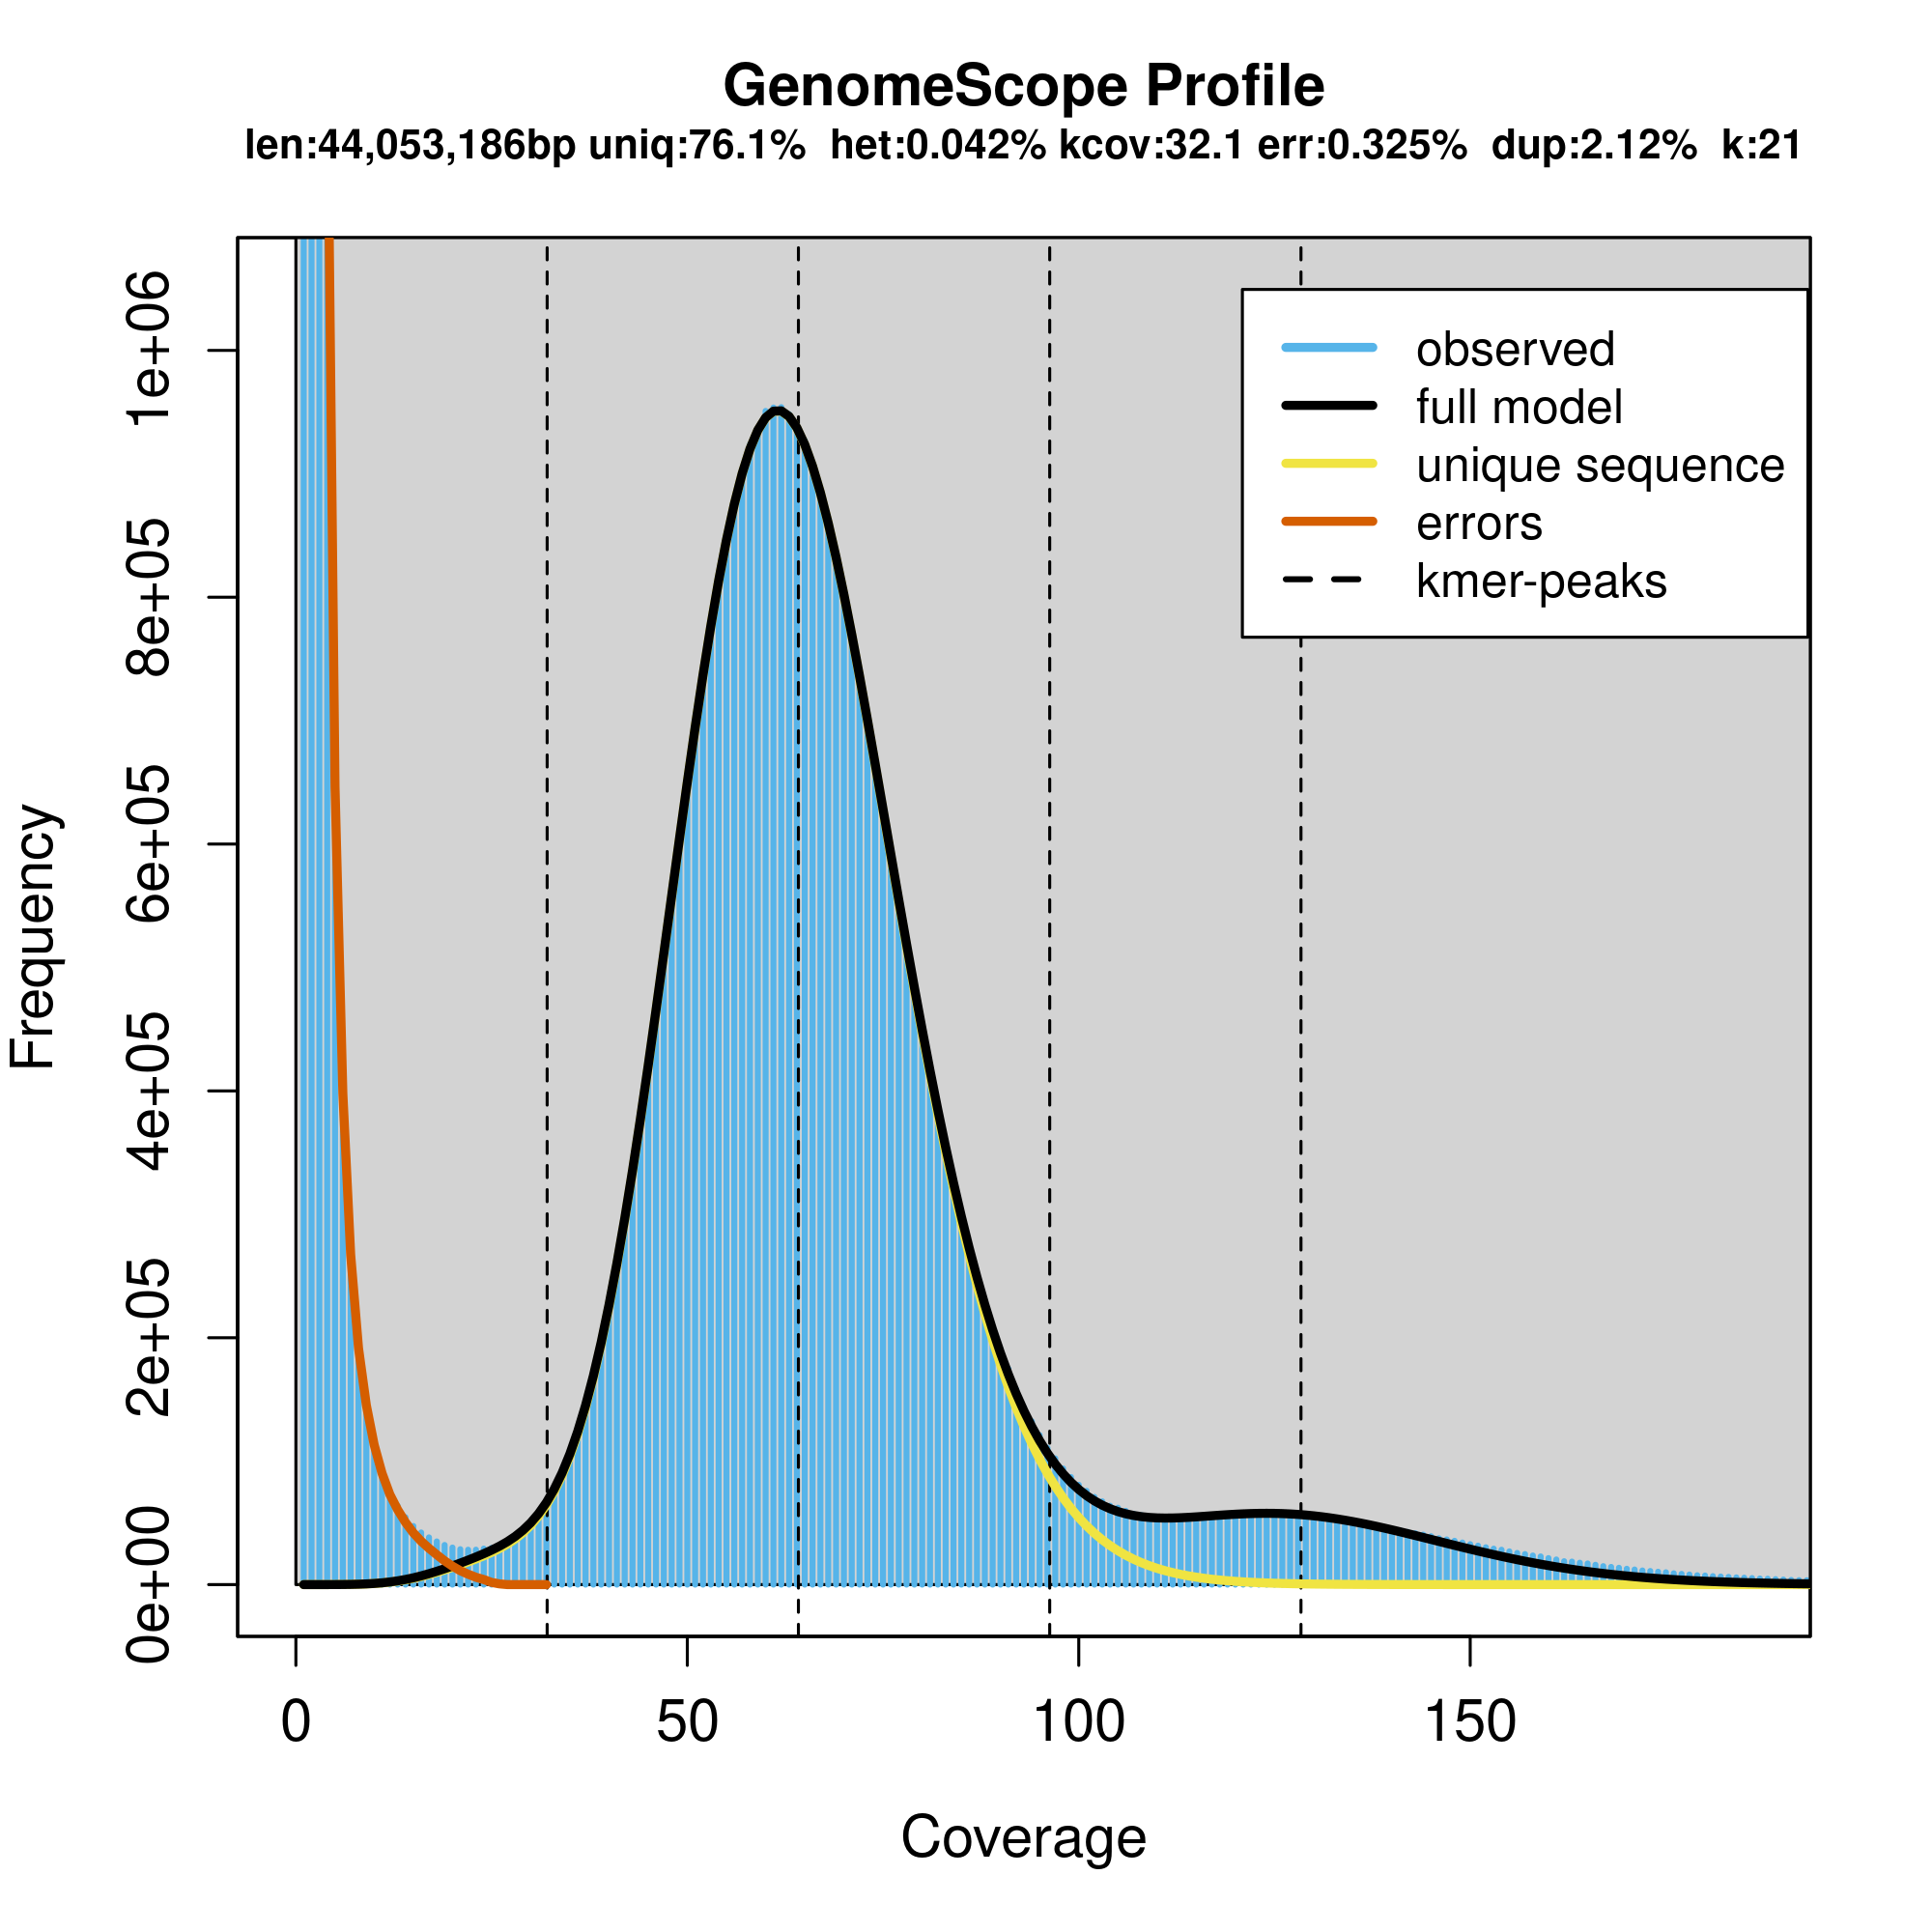 GenomeScope Profile
len:44,053,186bp uniq:76.1% het:0.042% kcov:32.1 err:0.325% dup:2.12% k:21
observed
full model
unique sequence
errors
kmer-peaks
Frequency
1e+06
8e+05
6e+05
4e+05
2e+05
0e+00
0 50 100 150
Coverage